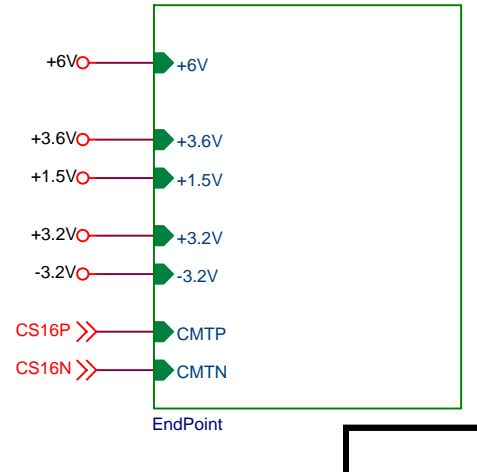 +6V +6V
+3.6V +3.6V
+1.5V +1.5V
+3.2V +3.2V
-3.2V -3.2V
CS16P CMTP
CS16N CMTN
EndPoint